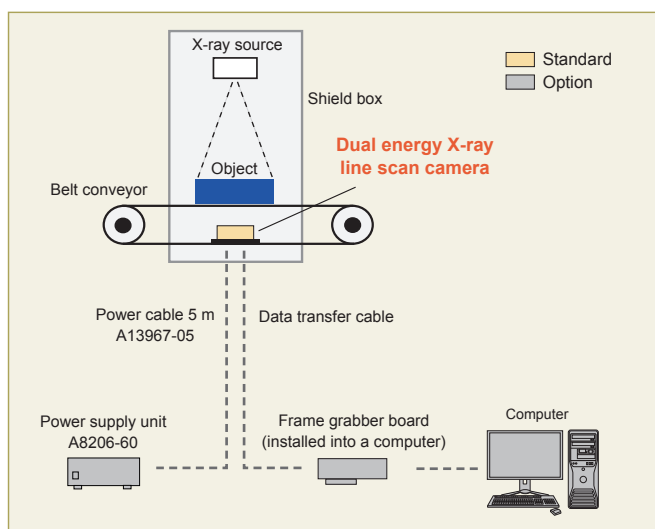 X-ray source
Standard
Option
Shield box
Dual energy X-ray
line scan camera
Object
Belt conveyor
Power cable 5 m
A13967-05
Data transfer cable
Power supply unit
A8206-60
Frame grabber board
(installed into a computer)
Computer